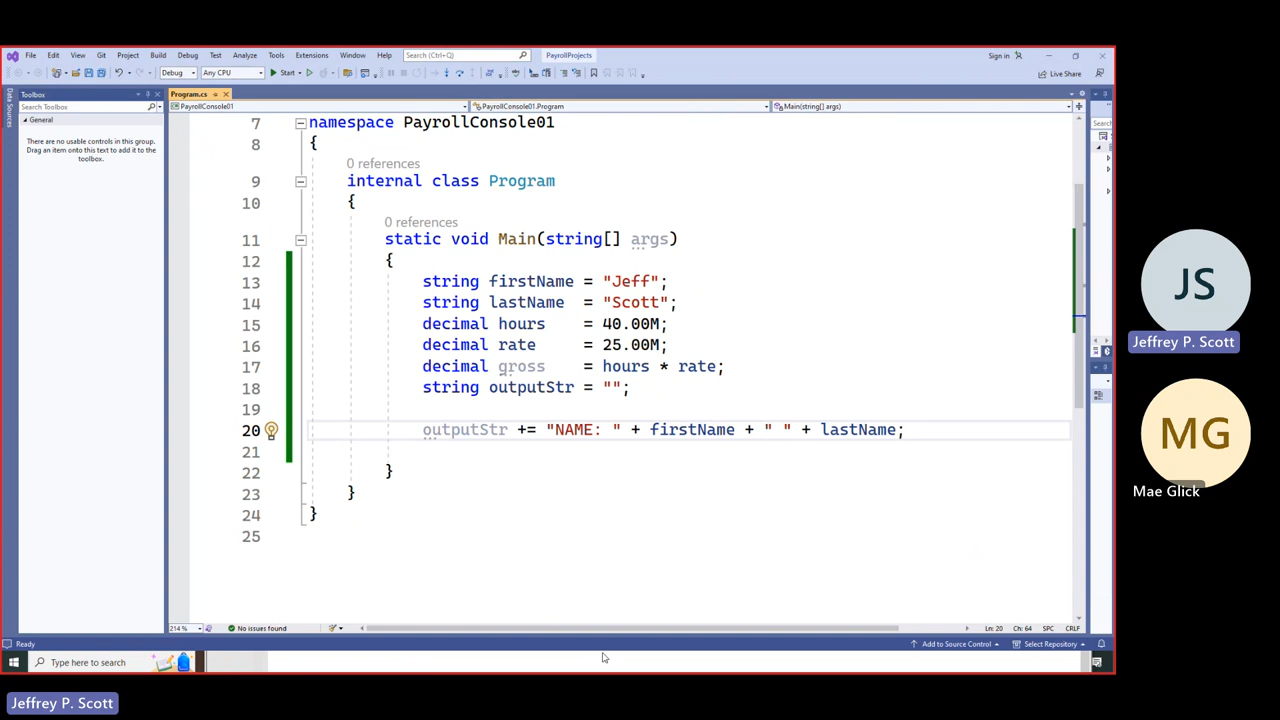 File Edit View Git Project Build Debug Test Analyze Tools Extensions Window Help Search (Ctrl+Q) PayrollProjects Sign in
Debug Any CPU Start Live Share
Data Sources
Toolbox
Search Toolbox
General
There are no usable controls in this group. Drag an item onto this text to add it to the toolbox.
Program.cs
PayrollConsole01 PayrollConsole01.Program Main(string[] args)
7 namespace PayrollConsole01
8 {
0 references
9 internal class Program
10 {
0 references
11 static void Main(string[] args)
12 {
13 string firstName = "Jeff";
14 string lastName = "Scott";
15 decimal hours = 40.00M;
16 decimal rate = 25.00M;
17 decimal gross = hours * rate;
18 string outputStr = "";
19
20 outputStr += "NAME: " + firstName + " " + lastName;
21
22 }
23 }
24 }
25
214 % No issues found Ln: 20 Ch: 64 SPC CRLF
Ready Add to Source Control Select Repository
Type here to search
JS
Jeffrey P. Scott
MG
Mae Glick
Jeffrey P. Scott